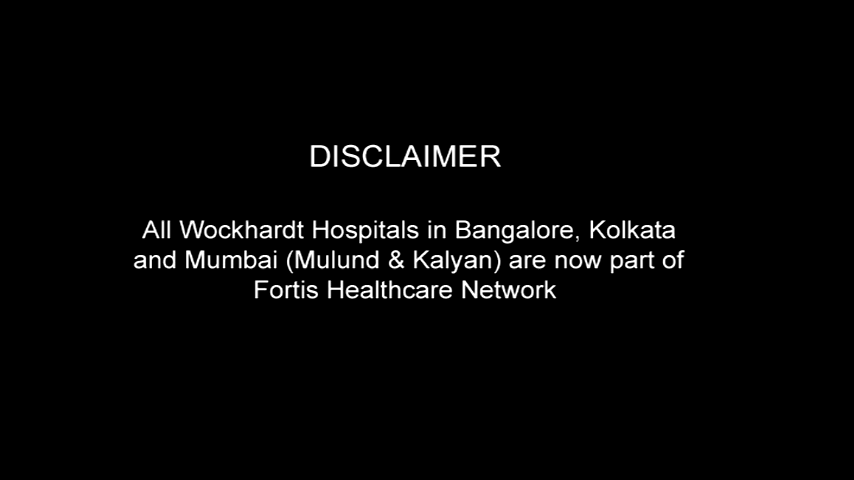 DISCLAIMER
All Wockhardt Hospitals in Bangalore, Kolkata
and Mumbai (Mulund & Kalyan) are now part of
Fortis Healthcare Network